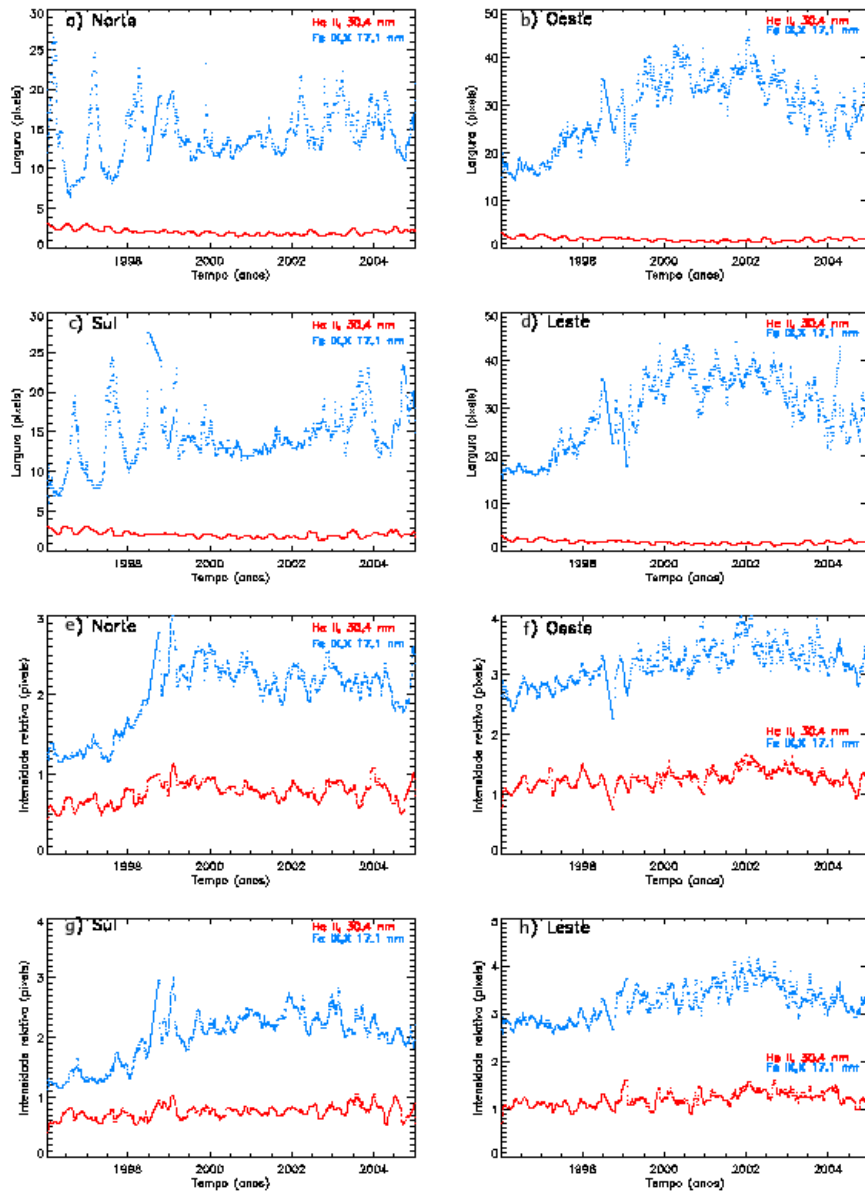 a) Norte
He II, 30.4 nm
Fe IX,X 17.1 nm
Largura (pixels)
30
25
20
15
10
5
0
1998
2000
2002
2004
Tempo (anos)
b) Oeste
He II, 30.4 nm
Fe IX,X 17.1 nm
Largura (pixels)
50
40
30
20
10
0
1998
2000
2002
2004
Tempo (anos)
c) Sul
He II, 30.4 nm
Fe IX,X 17.1 nm
Largura (pixels)
30
25
20
15
10
5
0
1998
2000
2002
2004
Tempo (anos)
d) Leste
He II, 30.4 nm
Fe IX,X 17.1 nm
Largura (pixels)
50
40
30
20
10
0
1998
2000
2002
2004
Tempo (anos)
e) Norte
He II, 30.4 nm
Fe IX,X 17.1 nm
Intensidade relativa (pixels)
3
2
1
0
1998
2000
2002
2004
Tempo (anos)
f) Oeste
He II, 30.4 nm
Fe IX,X 17.1 nm
Intensidade relativa (pixels)
4
3
2
1
0
1998
2000
2002
2004
Tempo (anos)
g) Sul
He II, 30.4 nm
Fe IX,X 17.1 nm
Intensidade relativa (pixels)
4
3
2
1
0
1998
2000
2002
2004
Tempo (anos)
h) Leste
He II, 30.4 nm
Fe IX,X 17.1 nm
Intensidade relativa (pixels)
5
4
3
2
1
0
1998
2000
2002
2004
Tempo (anos)